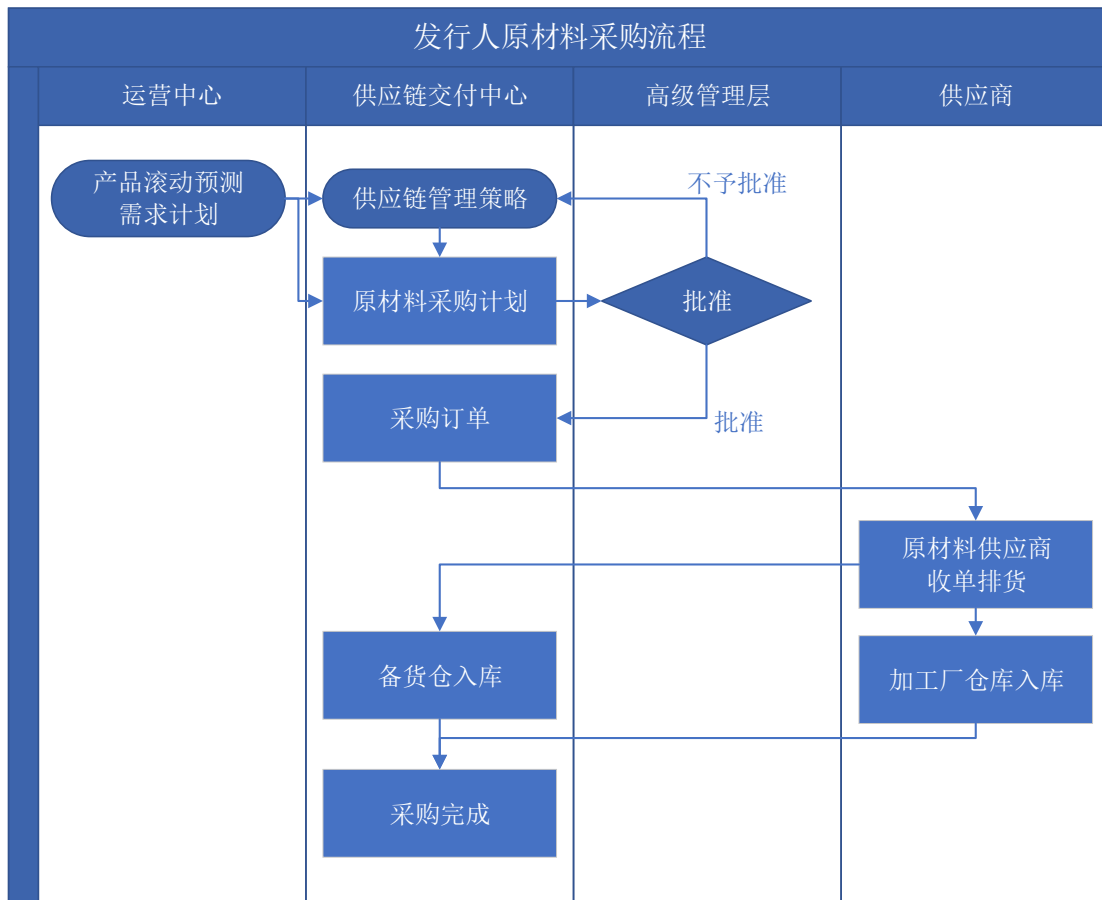 发行人原材料采购流程
运营中心
供应链交付中心
高级管理层
供应商
产品滚动预测
需求计划
供应链管理策略
不予批准
原材料采购计划
批准
采购订单
批准
原材料供应商
收单排货
备货仓入库
加工厂仓库入库
采购完成